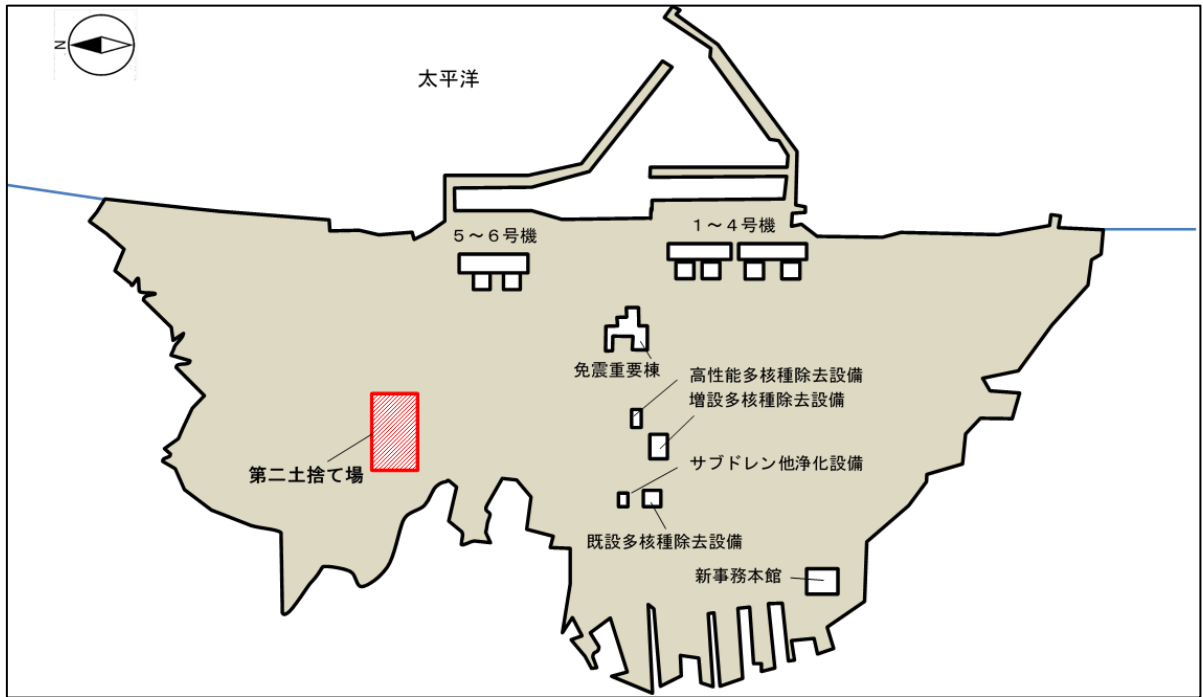 N
太平洋
5～6号機
1～4号機
免震重要棟
高性能多核種除去設備
増設多核種除去設備
第二土捨て場
サブドレン他浄化設備
既設多核種除去設備
新事務本館